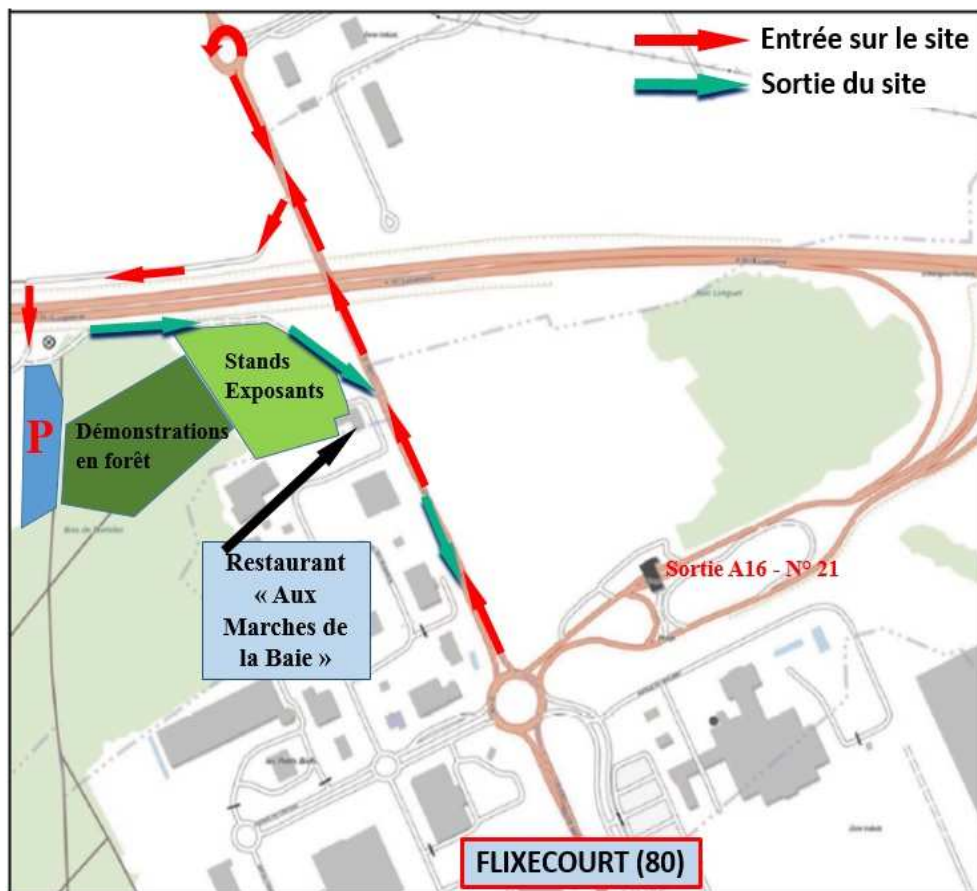 Entrée sur le site
Sortie du site
Stands
Exposants
P
Démonstrations
en forêt
Restaurant
« Aux
Marches de
la Baie »
Sortie A16 - N° 21
FLIXECOURT (80)